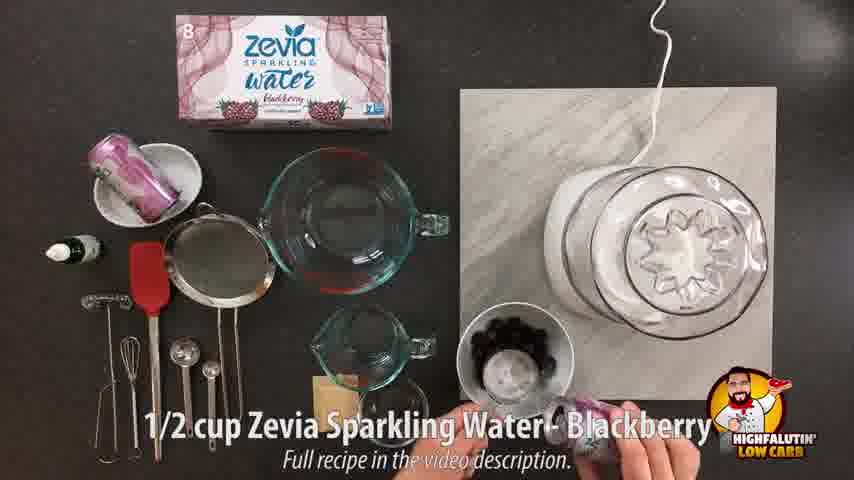 8
zevia
SPARKLING
water
blackberry
1/2 cup Zevia Sparkling Water - Blackberry
Full recipe in the video description.
HIGHFALUTIN'
LOW CARB